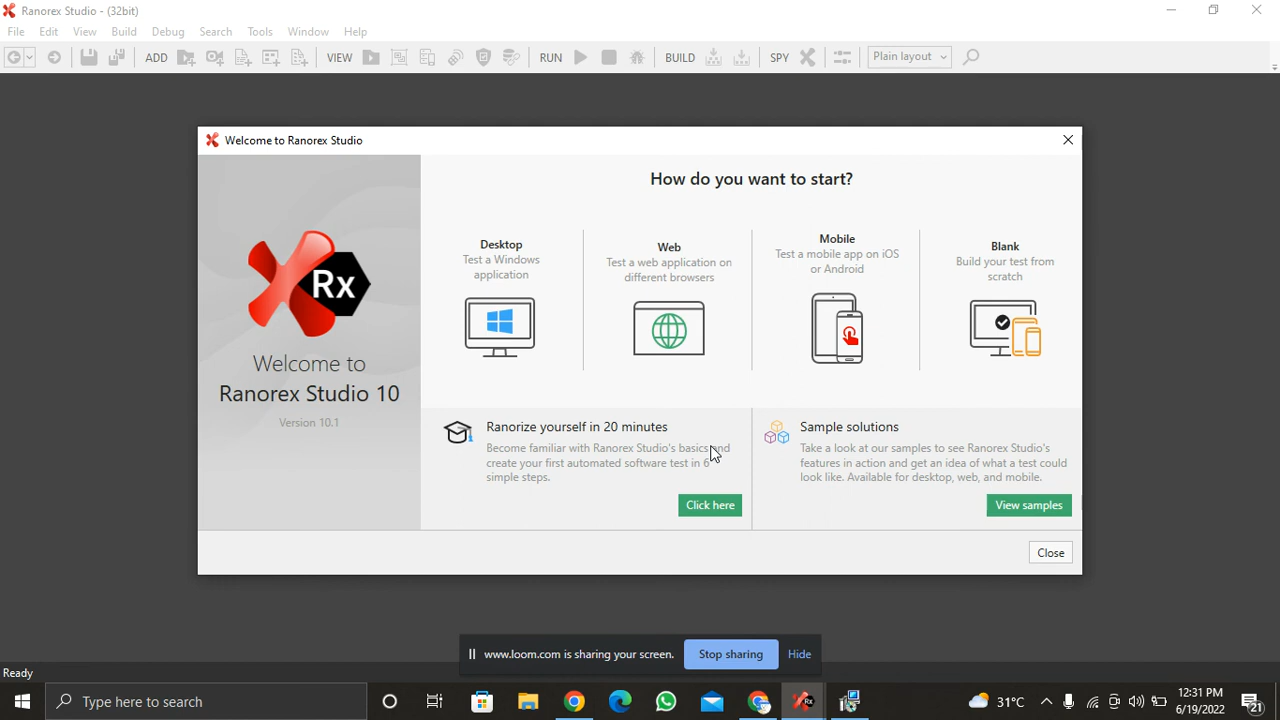 Ranorex Studio - (32bit)
File Edit View Build Debug Search Tools Window Help
ADD VIEW RUN BUILD SPY Plain layout
Welcome to Ranorex Studio
How do you want to start?
Desktop
Test a Windows
application
Web
Test a web application on
different browsers
Mobile
Test a mobile app on iOS
or Android
Blank
Build your test from
scratch
Rx
Welcome to
Ranorex Studio 10
Version 10.1
Ranorize yourself in 20 minutes
Become familiar with Ranorex Studio's basics and
create your first automated software test in 6
simple steps.
Click here
Sample solutions
Take a look at our samples to see Ranorex Studio's
features in action and get an idea of what a test could
look like. Available for desktop, web, and mobile.
View samples
Close
www.loom.com is sharing your screen. Stop sharing Hide
Ready
Type here to search
31°C
12:31 PM
6/19/2022
21